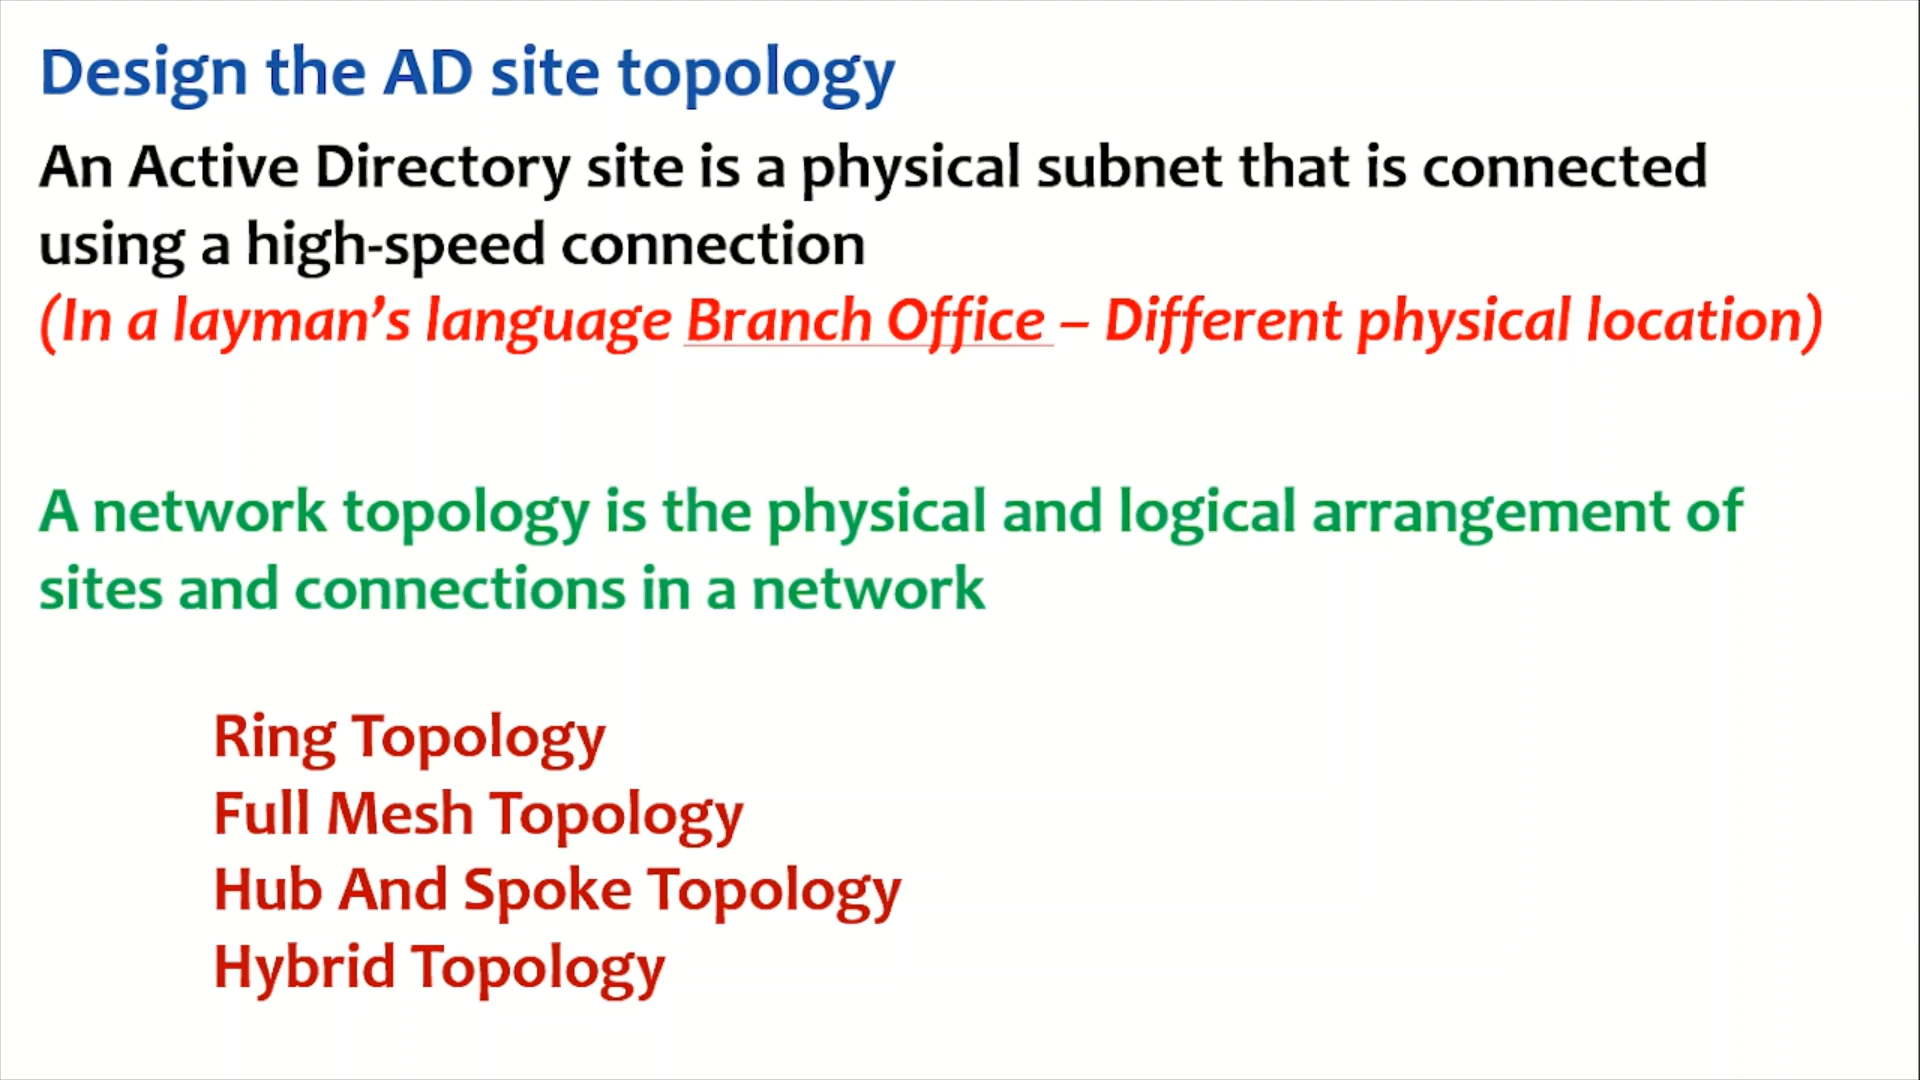 Design the AD site topology
An Active Directory site is a physical subnet that is connected
using a high-speed connection
(In a layman’s language Branch Office – Different physical location)
A network topology is the physical and logical arrangement of
sites and connections in a network
Ring Topology
Full Mesh Topology
Hub And Spoke Topology
Hybrid Topology